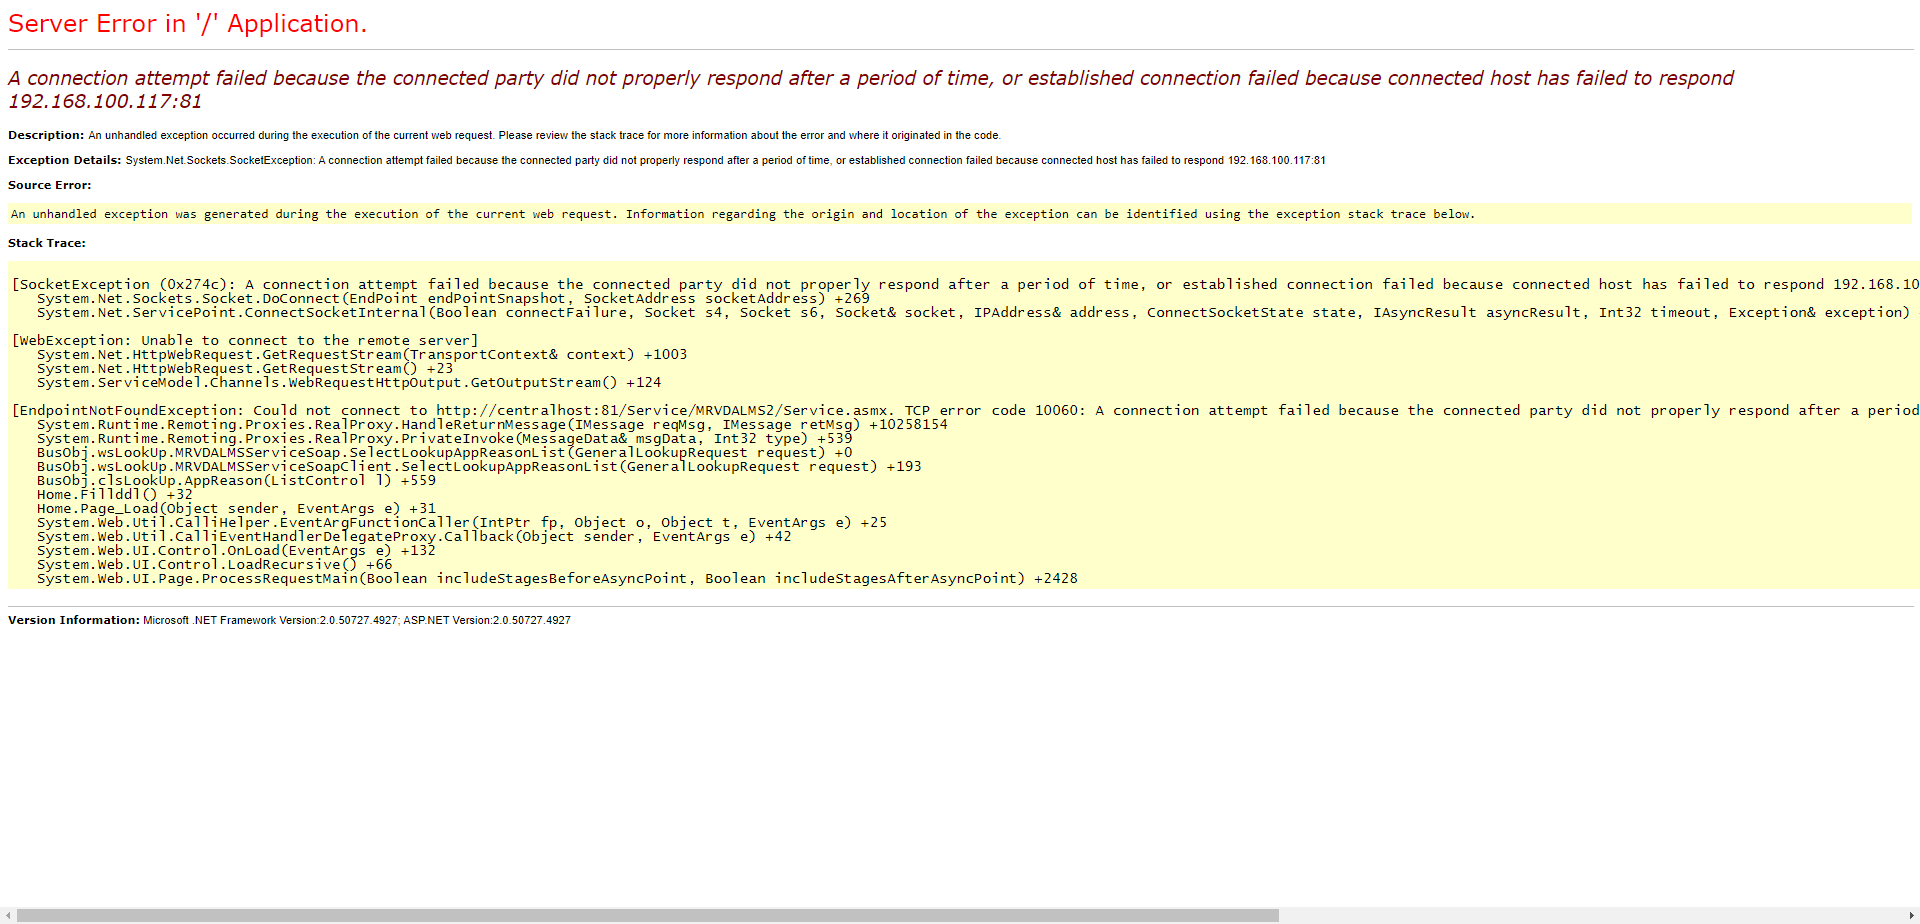 Server Error in '/' Application.
A connection attempt failed because the connected party did not properly respond after a period of time, or established connection failed because connected host has failed to respond
192.168.100.117:81
Description: An unhandled exception occurred during the execution of the current web request. Please review the stack trace for more information about the error and where it originated in the code.
Exception Details: System.Net.Sockets.SocketException: A connection attempt failed because the connected party did not properly respond after a period of time, or established connection failed because connected host has failed to respond 192.168.100.117:81
Source Error:
An unhandled exception was generated during the execution of the current web request. Information regarding the origin and location of the exception can be identified using the exception stack trace below.
Stack Trace:
[SocketException (0x274c): A connection attempt failed because the connected party did not properly respond after a period of time, or established connection failed because connected host has failed to respond 192.168.10
System.Net.Sockets.Socket.DoConnect(EndPoint endPointSnapshot, SocketAddress socketAddress) +269
System.Net.ServicePoint.ConnectSocketInternal(Boolean connectFailure, Socket s4, Socket s6, Socket& socket, IPAddress& address, ConnectSocketState state, IAsyncResult asyncResult, Int32 timeout, Exception& exception)
[WebException: Unable to connect to the remote server]
System.Net.HttpWebRequest.GetRequestStream(TransportContext& context) +1003
System.Net.HttpWebRequest.GetRequestStream() +23
System.ServiceModel.Channels.WebRequestHttpOutput.GetOutputStream() +124
[EndpointNotFoundException: Could not connect to http://centralhost:81/Service/MRVDALMS2/Service.asmx. TCP error code 10060: A connection attempt failed because the connected party did not properly respond after a period
System.Runtime.Remoting.Proxies.RealProxy.HandleReturnMessage(IMessage reqMsg, IMessage retMsg) +10258154
System.Runtime.Remoting.Proxies.RealProxy.PrivateInvoke(MessageData& msgData, Int32 type) +539
BusObj.wsLookUp.MRVDALMSServiceSoap.SelectLookupAppReasonList(GeneralLookupRequest request) +0
BusObj.wsLookUp.MRVDALMSServiceSoapClient.SelectLookupAppReasonList(GeneralLookupRequest request) +193
BusObj.clsLookUp.AppReason(ListControl l) +559
Home.Fillddl() +32
Home.Page_Load(Object sender, EventArgs e) +31
System.Web.Util.CalliHelper.EventArgFunctionCaller(IntPtr fp, Object o, Object t, EventArgs e) +25
System.Web.Util.CalliEventHandlerDelegateProxy.Callback(Object sender, EventArgs e) +42
System.Web.UI.Control.OnLoad(EventArgs e) +132
System.Web.UI.Control.LoadRecursive() +66
System.Web.UI.Page.ProcessRequestMain(Boolean includeStagesBeforeAsyncPoint, Boolean includeStagesAfterAsyncPoint) +2428
Version Information: Microsoft .NET Framework Version:2.0.50727.4927; ASP.NET Version:2.0.50727.4927